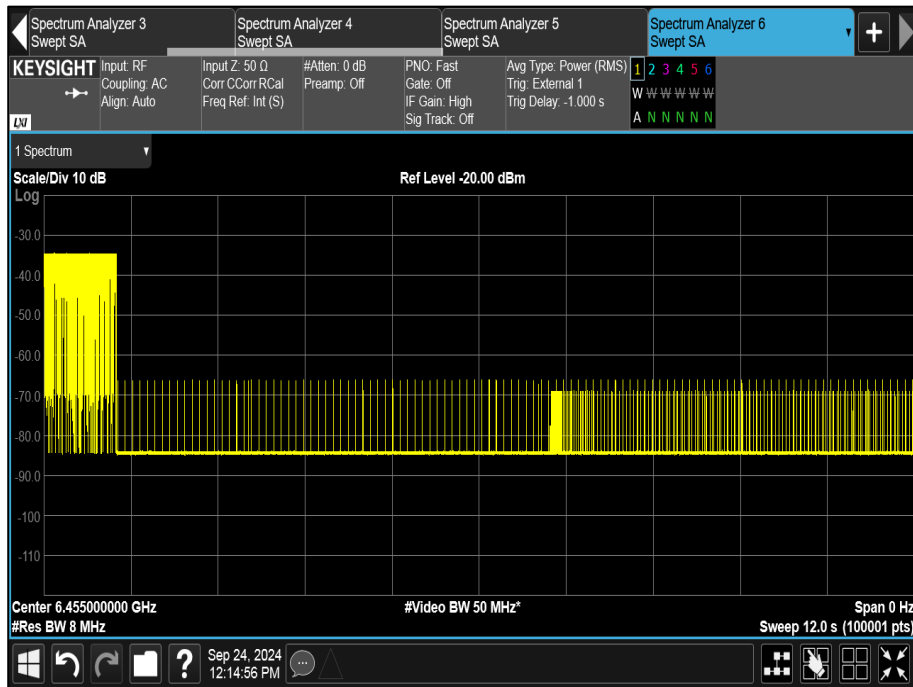 Spectrum Analyzer 3
Swept SA
Spectrum Analyzer 4
Swept SA
Spectrum Analyzer 5
Swept SA
Spectrum Analyzer 6
Swept SA
KEYSIGHT
LXI
Input: RF
Coupling: AC
Align: Auto
Input Z: 50 Ω
Corr CCorr RCal
Freq Ref: Int (S)
#Atten: 0 dB
Preamp: Off
PNO: Fast
Gate: Off
IF Gain: High
Sig Track: Off
Avg Type: Power (RMS)
Trig: External 1
Trig Delay: -1.000 s
1 2 3 4 5 6
W W W W W W
A N N N N N
1 Spectrum
Scale/Div 10 dB
Ref Level -20.00 dBm
Log
-30.0
-40.0
-50.0
-60.0
-70.0
-80.0
-90.0
-100
-110
Center 6.455000000 GHz
#Video BW 50 MHz*
Span 0 Hz
#Res BW 8 MHz
Sweep 12.0 s (100001 pts)
Sep 24, 2024
12:14:56 PM